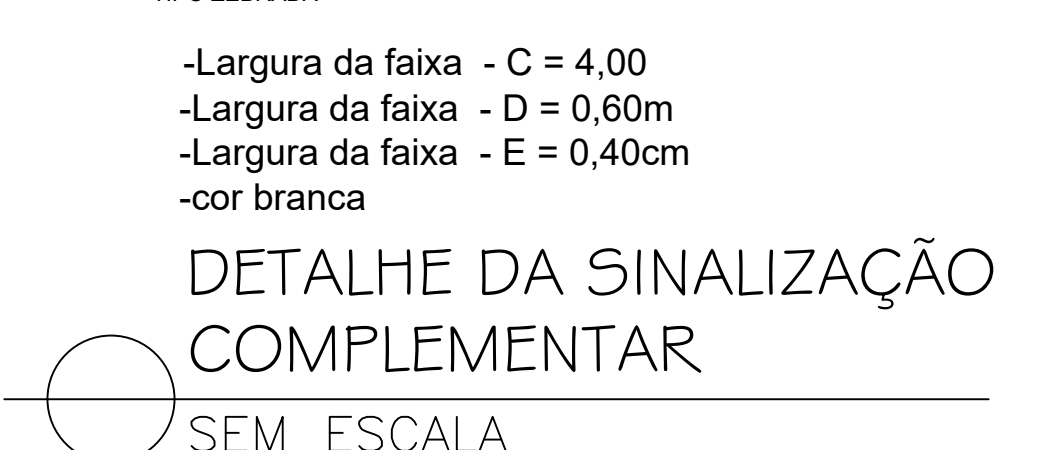 -Largura da faixa - C = 4,00
-Largura da faixa - D = 0,60m
-Largura da faixa - E = 0,40cm
-cor branca
DETALHE DA SINALIZAÇÃO
COMPLEMENTAR
SEM ESCALA